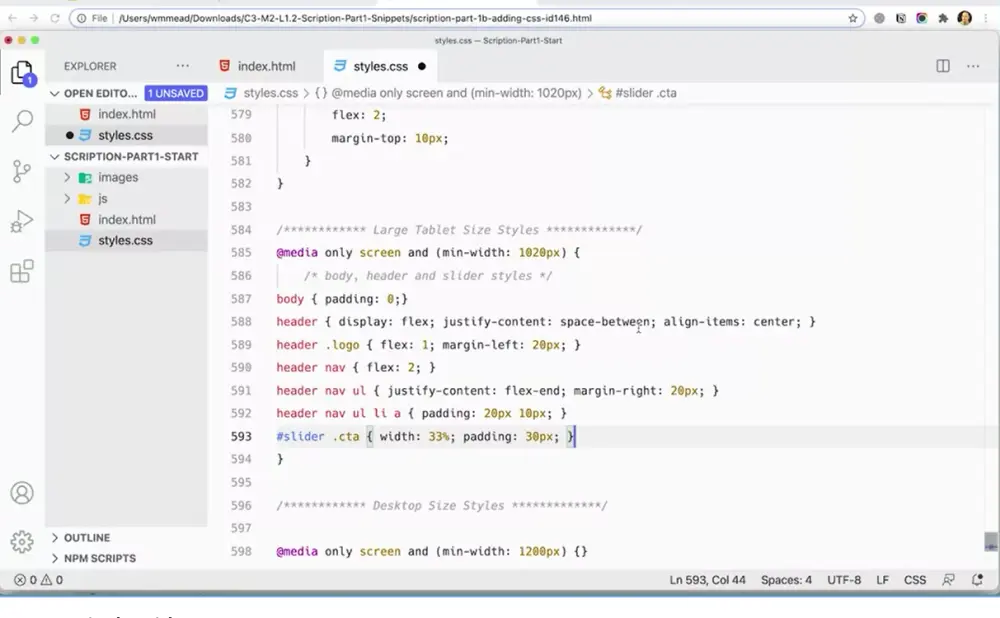 File /Users/wmmead/Downloads/C3-M2-L1.2-Scription-Part1-Snippets/scription-part-1b-adding-css-id146.html
styles.css — Scription-Part1-Start
EXPLORER ···
index.html
styles.css ●
1
OPEN EDITO... 1 UNSAVED
styles.css > {} @media only screen and (min-width: 1020px) > #slider .cta
index.html
● styles.css
SCRIPTION-PART1-START
images
js
index.html
styles.css
579 flex: 2;
580 margin-top: 10px;
581 }
582 }
583
584 /************ Large Tablet Size Styles *************/
585 @media only screen and (min-width: 1020px) {
586 /* body, header and slider styles */
587 body { padding: 0;}
588 header { display: flex; justify-content: space-between; align-items: center; }
589 header .logo { flex: 1; margin-left: 20px; }
590 header nav { flex: 2; }
591 header nav ul { justify-content: flex-end; margin-right: 20px; }
592 header nav ul li a { padding: 20px 10px; }
593 #slider .cta { width: 33%; padding: 30px; }
594 }
595
596 /************ Desktop Size Styles *************/
597
598 @media only screen and (min-width: 1200px) {}
OUTLINE
NPM SCRIPTS
0 0
Ln 593, Col 44 Spaces: 4 UTF-8 LF CSS